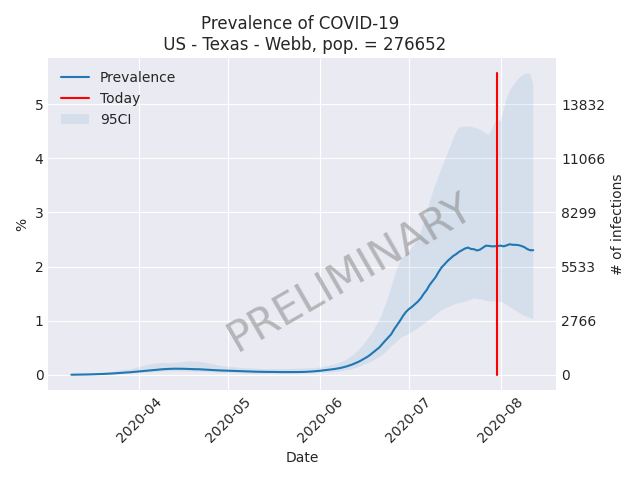 Prevalence of COVID-19
US - Texas - Webb, pop. = 276652
Prevalence
Today
95CI
5
4
3
2
1
0
%
13832
11066
8299
5533
2766
0
# of infections
PRELIMINARY
2020-04
2020-05
2020-06
2020-07
2020-08
Date